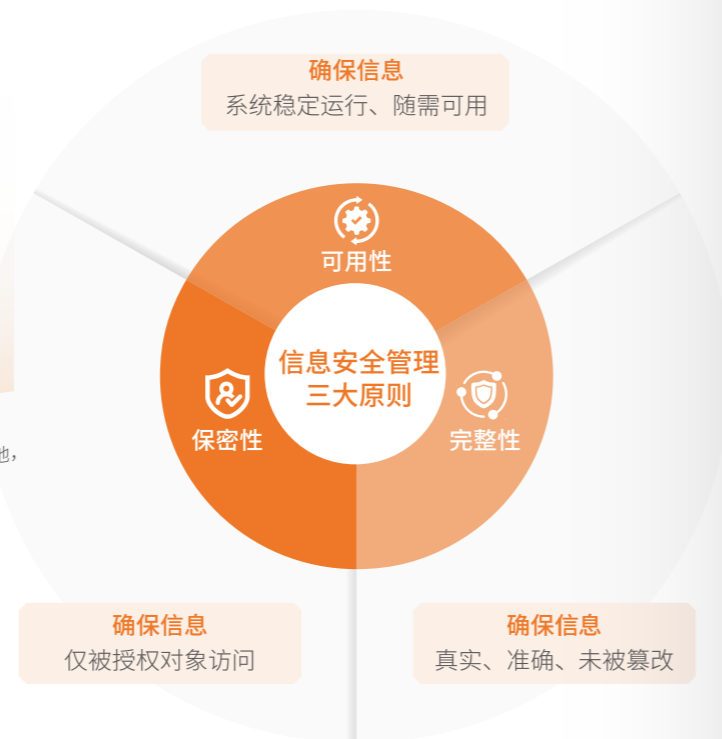 确保信息
系统稳定运行、随需可用
可用性
信息安全管理
三大原则
保密性
完整性
确保信息
仅被授权对象访问
确保信息
真实、准确、未被篡改